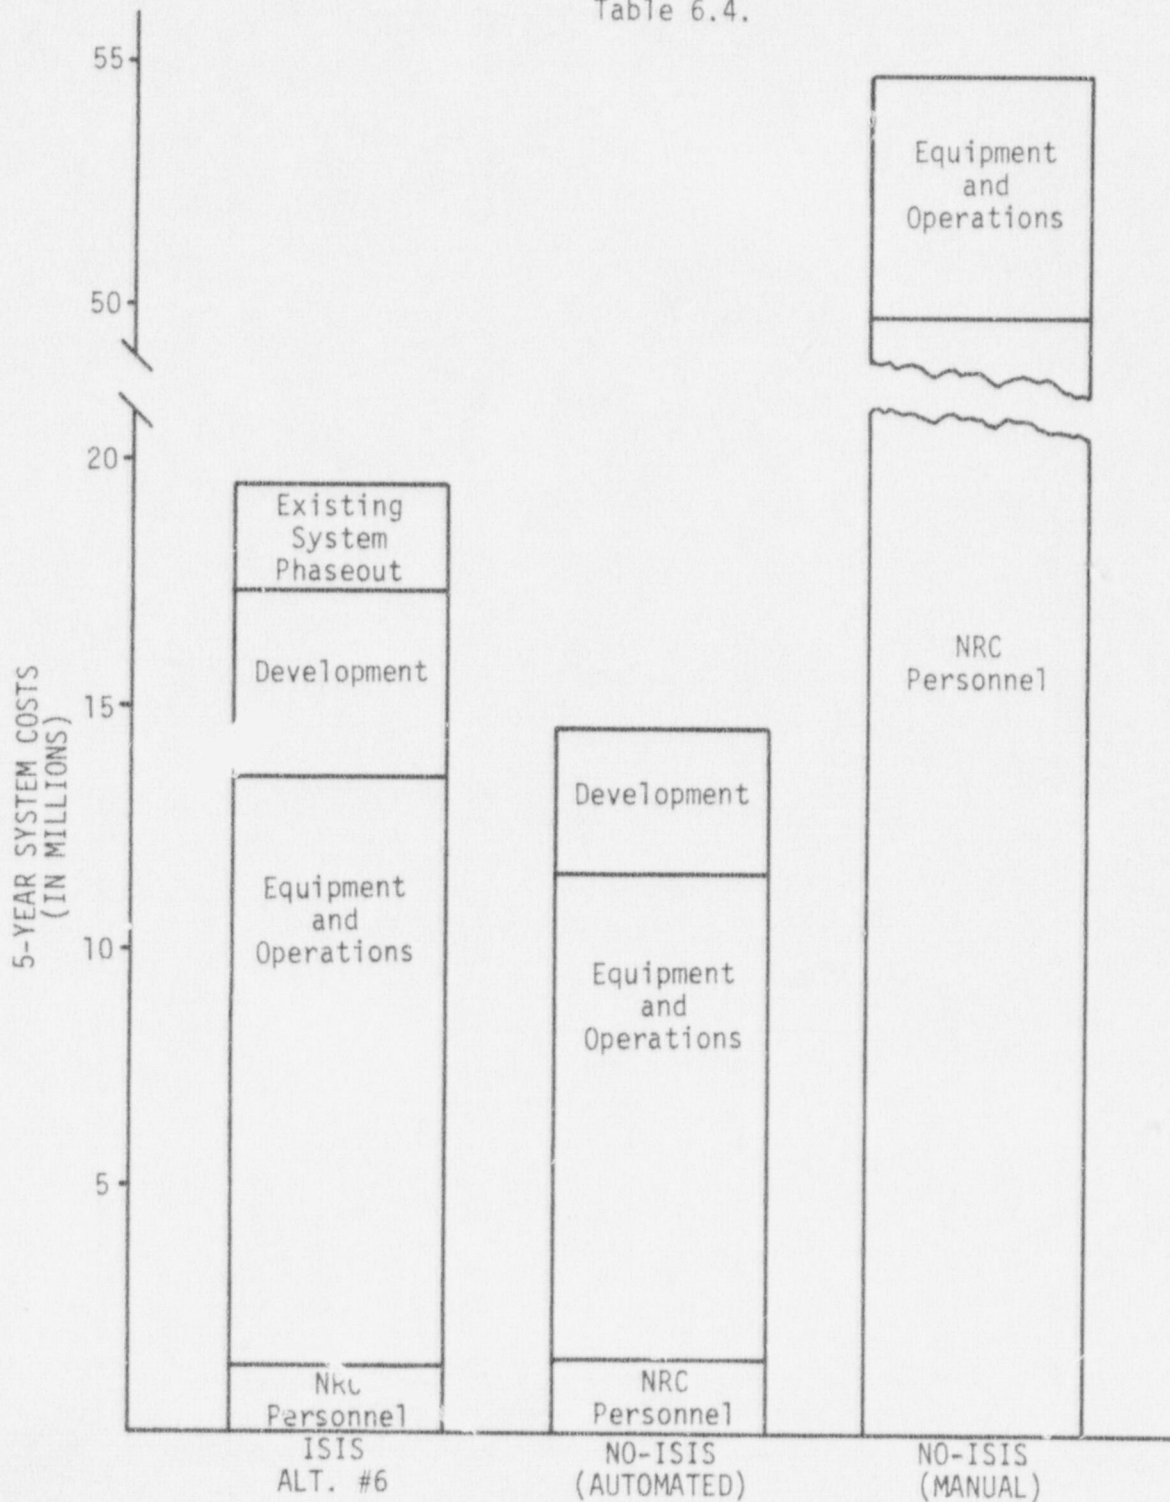 Table 6.4.
55
50
20
15
10
5
5-YEAR SYSTEM COSTS
(IN MILLIONS)
Existing
System
Phaseout
Development
Equipment
and
Operations
NRC
Personnel
ISIS
ALT. #6
Development
Equipment
and
Operations
NRC
Personnel
NO-ISIS
(AUTOMATED)
Equipment
and
Operations
NRC
Personnel
NO-ISIS
(MANUAL)